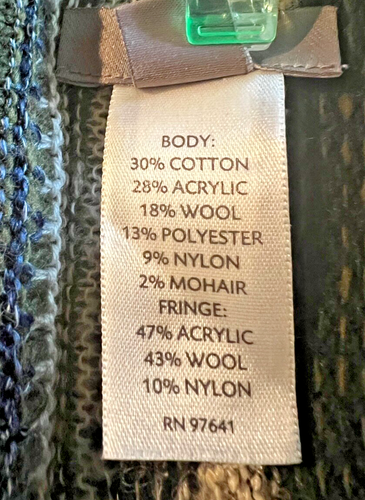 BODY:
30% COTTON
28% ACRYLIC
18% WOOL
13% POLYESTER
9% NYLON
2% MOHAIR
FRINGE:
47% ACRYLIC
43% WOOL
10% NYLON
RN 97641